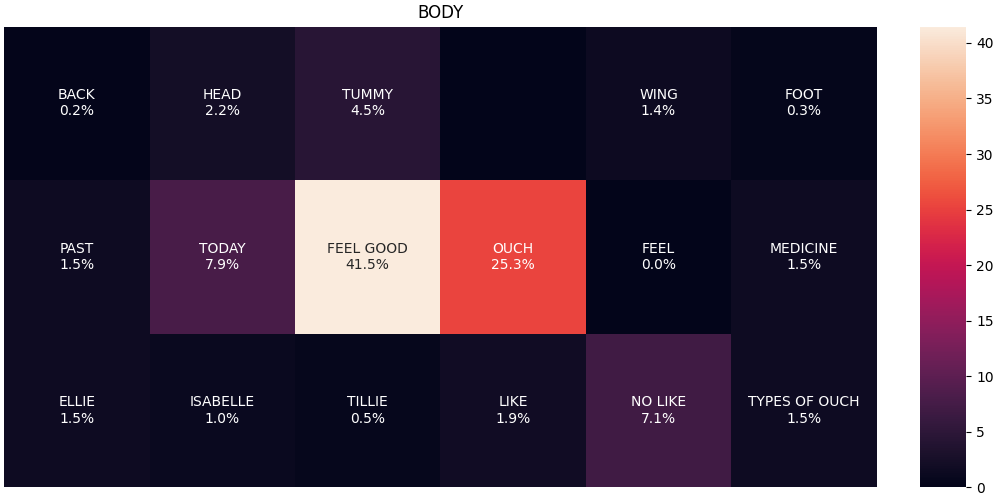 BODY
BACK
0.2%
HEAD
2.2%
TUMMY
4.5%
WING
1.4%
FOOT
0.3%
PAST
1.5%
TODAY
7.9%
FEEL GOOD
41.5%
OUCH
25.3%
FEEL
0.0%
MEDICINE
1.5%
ELLIE
1.5%
ISABELLE
1.0%
TILLIE
0.5%
LIKE
1.9%
NO LIKE
7.1%
TYPES OF OUCH
1.5%
40
35
30
25
20
15
10
5
0